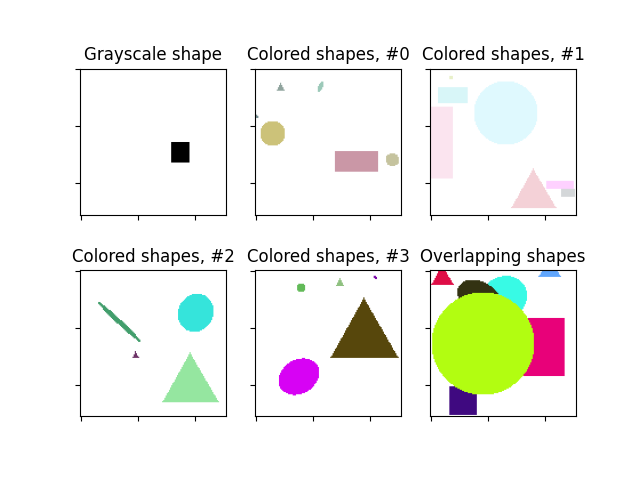 Grayscale shape
Colored shapes, #0
Colored shapes, #1
Colored shapes, #2
Colored shapes, #3
Overlapping shapes